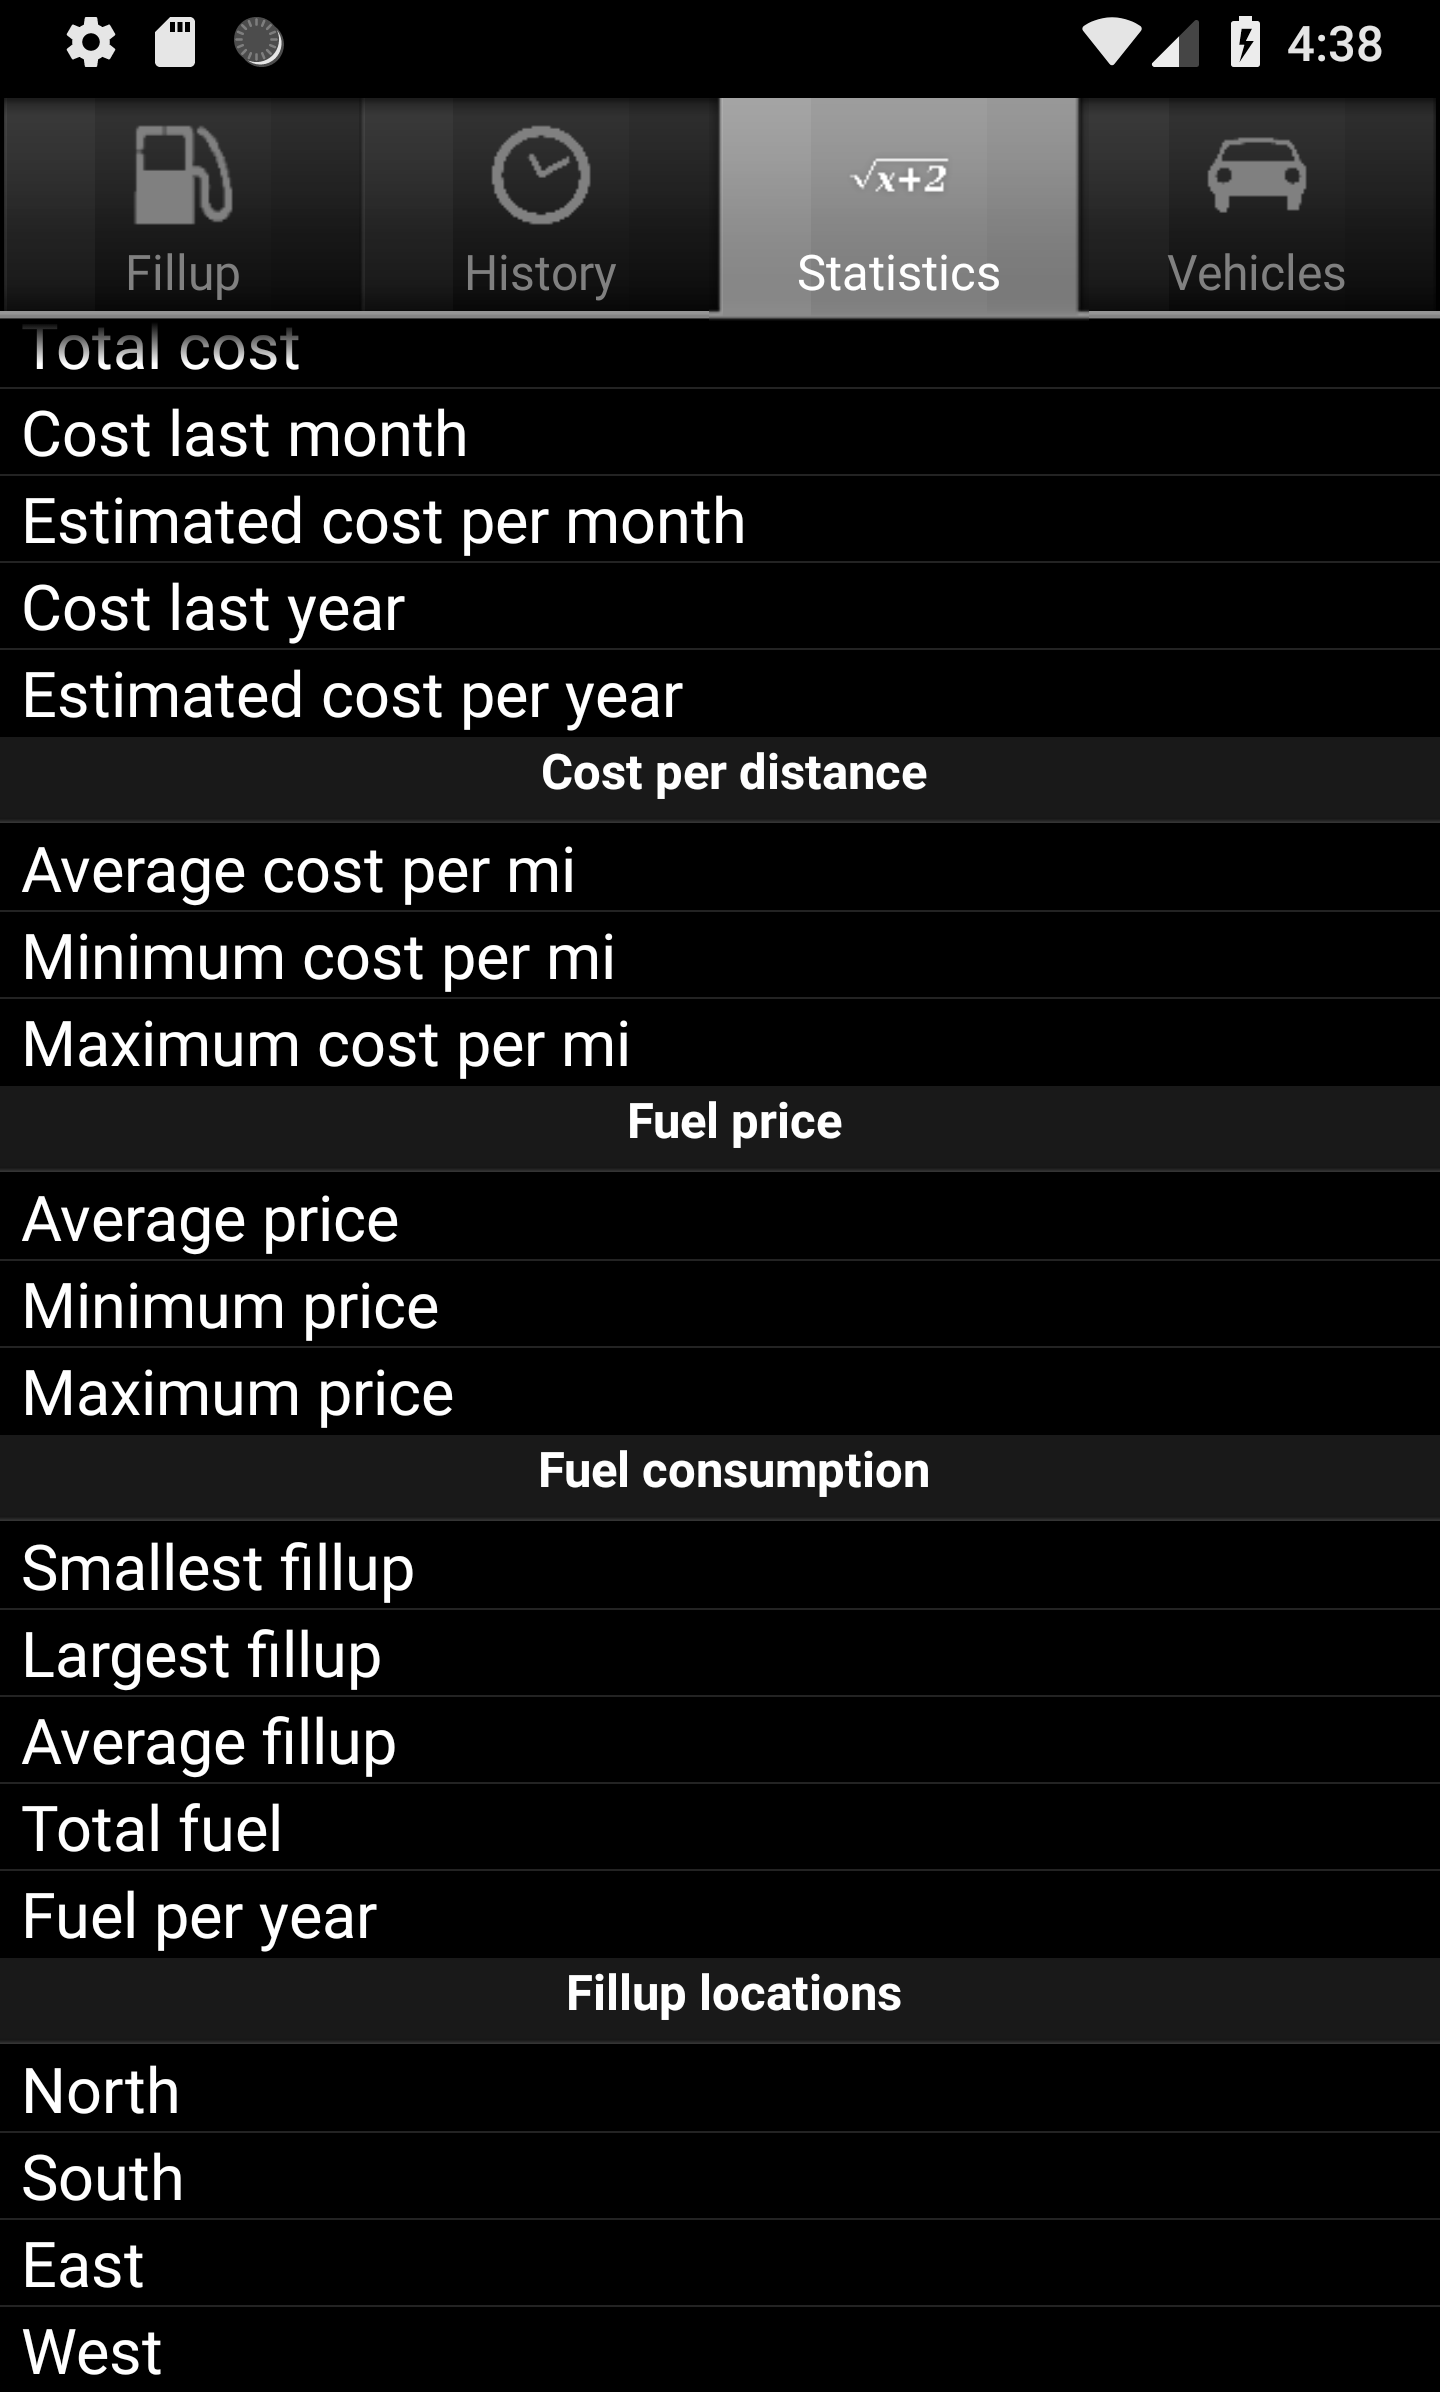 4:38
√x+2
Fillup History Statistics Vehicles
Total cost
Cost last month
Estimated cost per month
Cost last year
Estimated cost per year
Cost per distance
Average cost per mi
Minimum cost per mi
Maximum cost per mi
Fuel price
Average price
Minimum price
Maximum price
Fuel consumption
Smallest fillup
Largest fillup
Average fillup
Total fuel
Fuel per year
Fillup locations
North
South
East
West